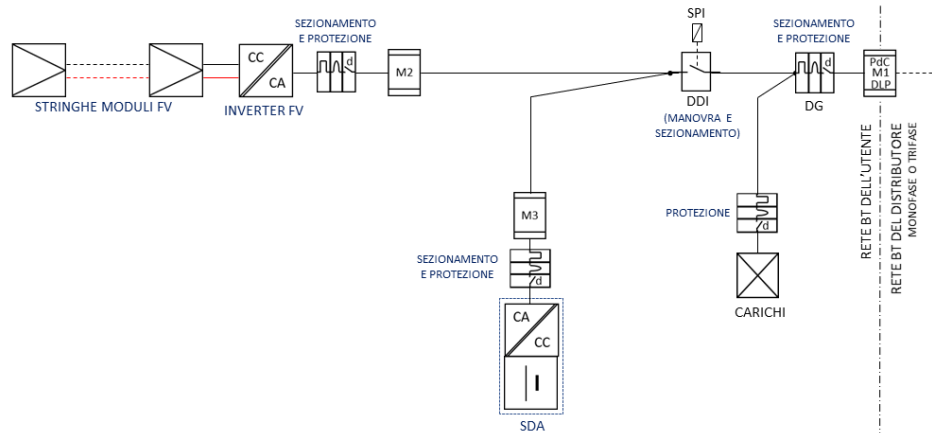 SEZIONAMENTO
E PROTEZIONE
SPI
SEZIONAMENTO
E PROTEZIONE
CC
CA
d
M2
d
PdC
M1
DLP
STRINGHE MODULI FV
INVERTER FV
DDI
(MANOVRA E
SEZIONAMENTO)
DG
M3
PROTEZIONE
d
SEZIONAMENTO
E PROTEZIONE
d
CARICHI
CA
CC
SDA
RETE BT DELL'UTENTE
RETE BT DEL DISTRIBUTORE
MONOFASE O TRIFASE